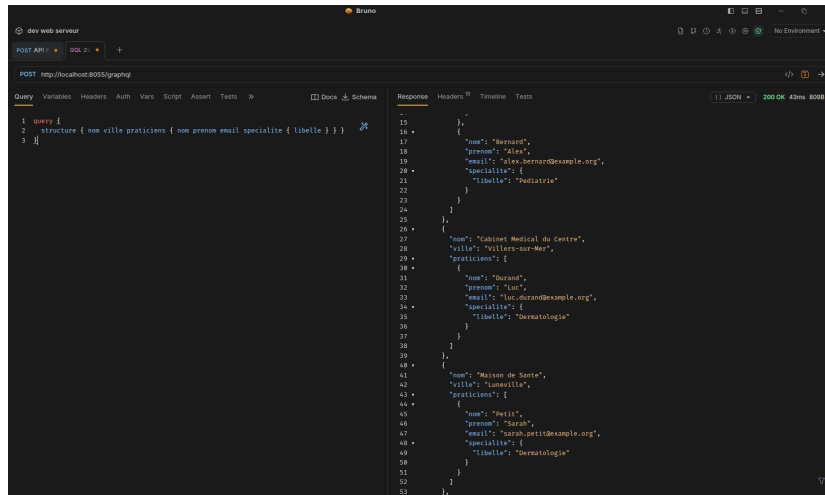 Bruno
dev web serveur
No Environment
POST API
GQL
+
POST http://localhost:8055/graphql
Query Variables Headers Auth Vars Script Assert Tests »
Docs Schema
Response Headers 10 Timeline Tests
JSON 200 OK 43ms 809B
1 query {
2 structure { nom ville praticiens { nom prenom email specialite { libelle } } }
3 }
15 },
16 {
17 "nom": "Bernard",
18 "prenom": "Alex",
19 "email": "alex.bernard@example.org",
20 "specialite": {
21 "libelle": "Pediatrie"
22 }
23 }
24 ]
25 },
26 {
27 "nom": "Cabinet Medical du Centre",
28 "ville": "Villers-sur-Mer",
29 "praticiens": [
30 {
31 "nom": "Durand",
32 "prenom": "Luc",
33 "email": "luc.durand@example.org",
34 "specialite": {
35 "libelle": "Dermatologie"
36 }
37 }
38 ]
39 },
40 {
41 "nom": "Maison de Sante",
42 "ville": "Luneville",
43 "praticiens": [
44 {
45 "nom": "Petit",
46 "prenom": "Sarah",
47 "email": "sarah.petit@example.org",
48 "specialite": {
49 "libelle": "Dermatologie"
50 }
51 }
52 ]
53 },